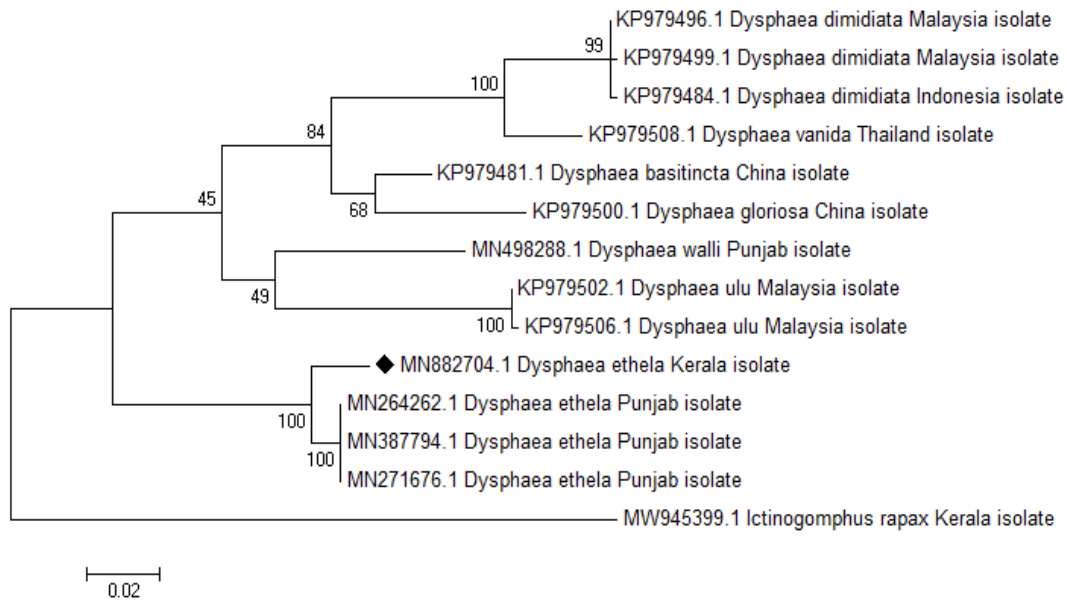 KP979496.1 Dysphaea dimidiata Malaysia isolate
99
KP979499.1 Dysphaea dimidiata Malaysia isolate
100
KP979484.1 Dysphaea dimidiata Indonesia isolate
84
KP979508.1 Dysphaea vanida Thailand isolate
KP979481.1 Dysphaea basitincta China isolate
45
68
KP979500.1 Dysphaea gloriosa China isolate
MN498288.1 Dysphaea walli Punjab isolate
49
KP979502.1 Dysphaea ulu Malaysia isolate
100
KP979506.1 Dysphaea ulu Malaysia isolate
MN882704.1 Dysphaea ethela Kerala isolate
100
MN264262.1 Dysphaea ethela Punjab isolate
MN387794.1 Dysphaea ethela Punjab isolate
100
MN271676.1 Dysphaea ethela Punjab isolate
MW945399.1 Ictinogomphus rapax Kerala isolate
0.02